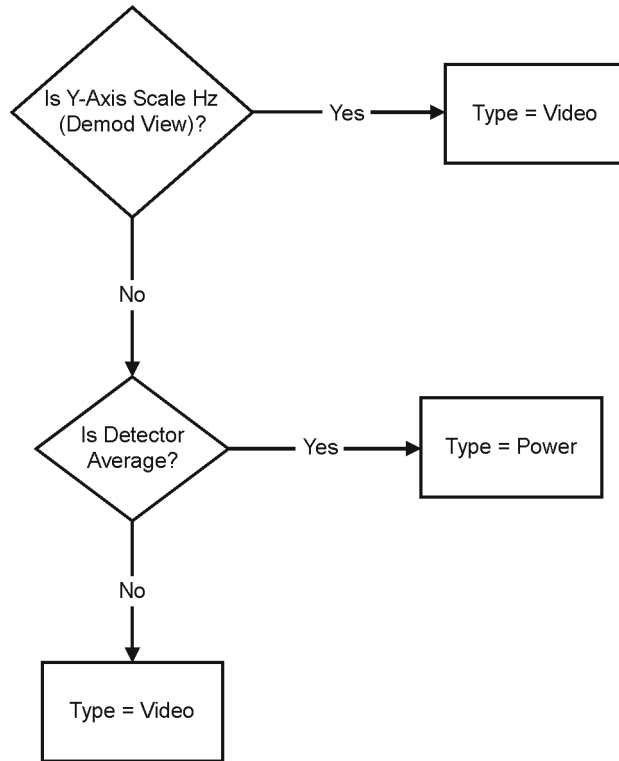 Is Y-Axis Scale Hz
(Demod View)?
Yes
Type = Video
No
Is Detector
Average?
Yes
Type = Power
No
Type = Video